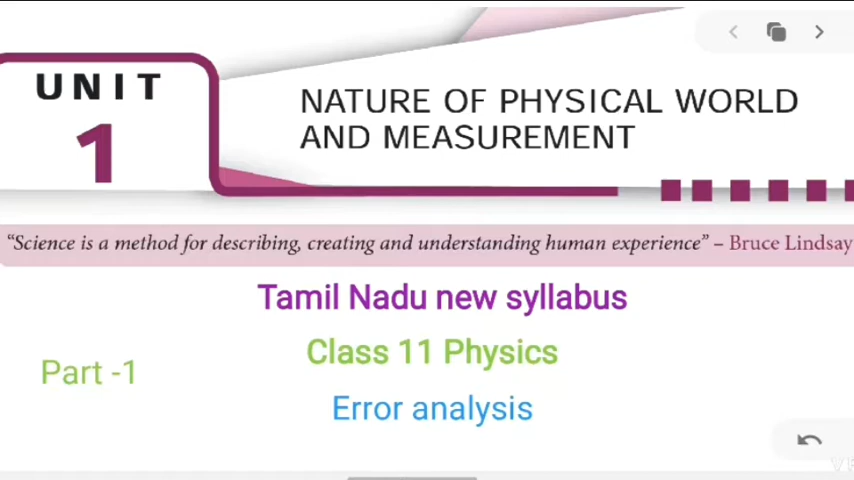 UNIT
1
NATURE OF PHYSICAL WORLD
AND MEASUREMENT
“Science is a method for describing, creating and understanding human experience” – Bruce Lindsay
Tamil Nadu new syllabus
Class 11 Physics
Part -1
Error analysis